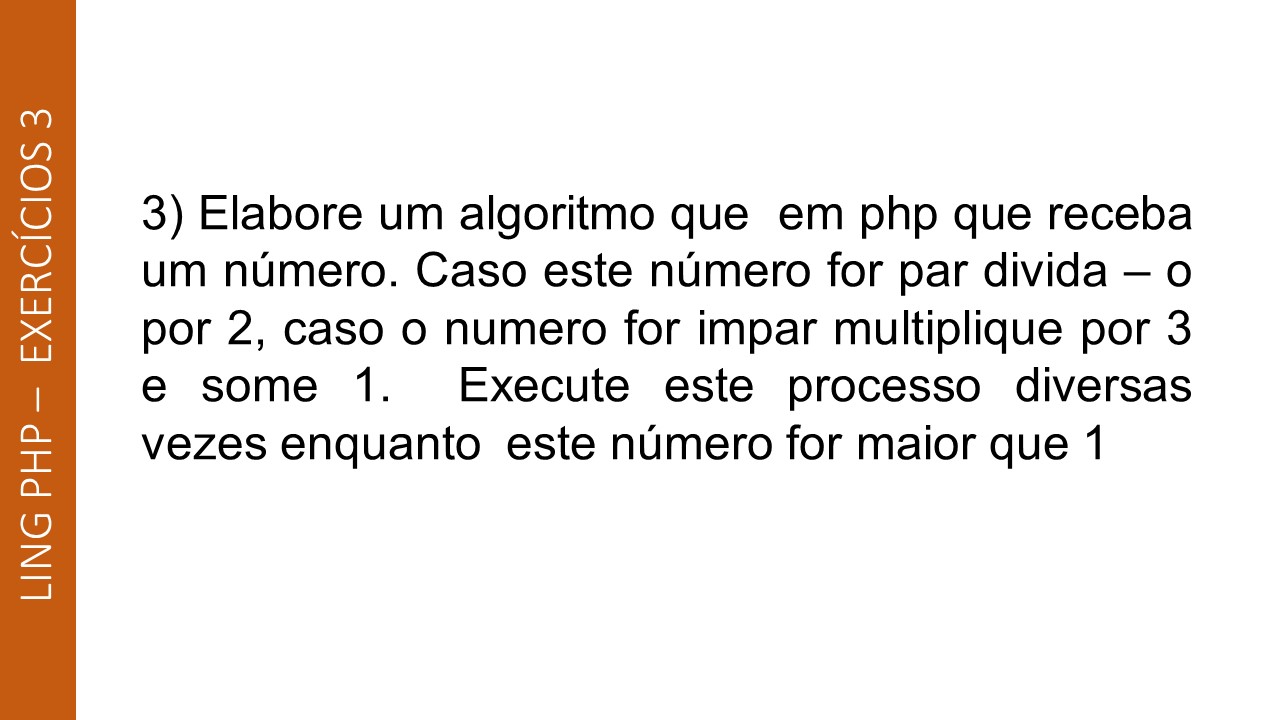 LING PHP – EXERCÍCIOS 3
3) Elabore um algoritmo que em php que receba
um número. Caso este número for par divida – o
por 2, caso o numero for impar multiplique por 3
e some 1. Execute este processo diversas
vezes enquanto este número for maior que 1